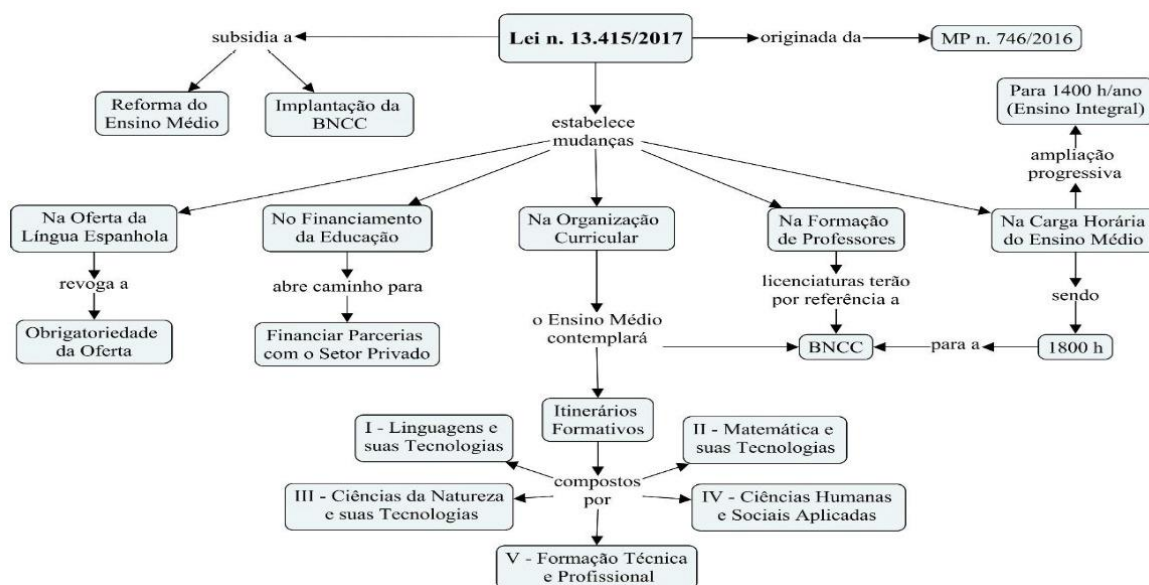 Lei n. 13.415/2017
subsidia a
originada da
MP n. 746/2016
Reforma do
Ensino Médio
Implantação da
BNCC
Para 1400 h/ano
(Ensino Integral)
estabelece
mudanças
ampliação
progressiva
Na Oferta da
Língua Espanhola
No Financiamento
da Educação
Na Organização
Curricular
Na Formação
de Professores
Na Carga Horária
do Ensino Médio
revoga a
abre caminho para
licenciaturas terão
por referência a
sendo
Obrigatoriedade
da Oferta
Financiar Parcerias
com o Setor Privado
o Ensino Médio
contemplará
BNCC
para a
1800 h
Itinerários
Formativos
I - Linguagens e
suas Tecnologias
II - Matemática e
suas Tecnologias
compostos
por
III - Ciências da Natureza
e suas Tecnologias
IV - Ciências Humanas
e Sociais Aplicadas
V - Formação Técnica
e Profissional